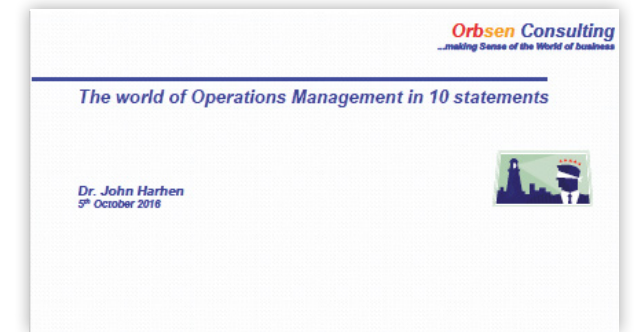 Orbsen Consulting
...making Sense of the World of business
The world of Operations Management in 10 statements
Dr. John Harhen
5th October 2016